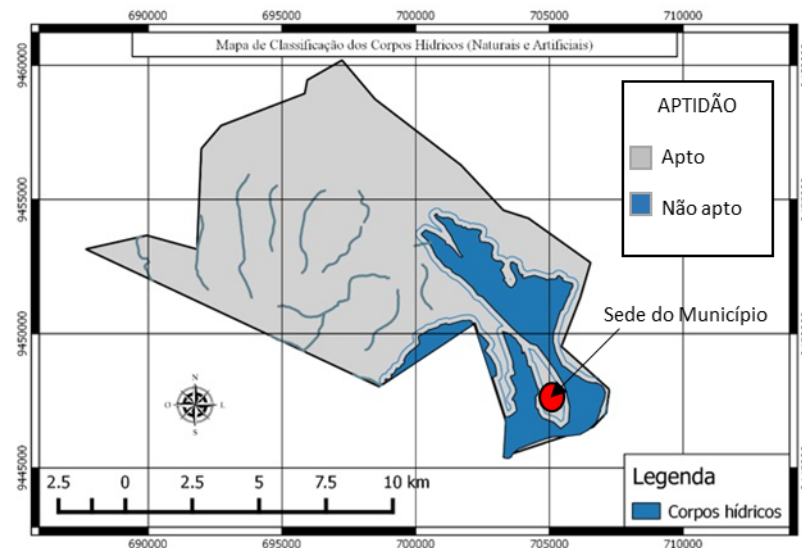 690000 695000 700000 705000 710000
Mapa de Classificação dos Corpos Hídricos (Naturais e Artificiais)
9460000
APTIDÃO
Apto
Não apto
9455000
Sede do Município
9450000
N
O L
S
9445000
Legenda
Corpos hídricos
2.5 0 2.5 5 7.5 10 km
690000 695000 700000 705000 710000